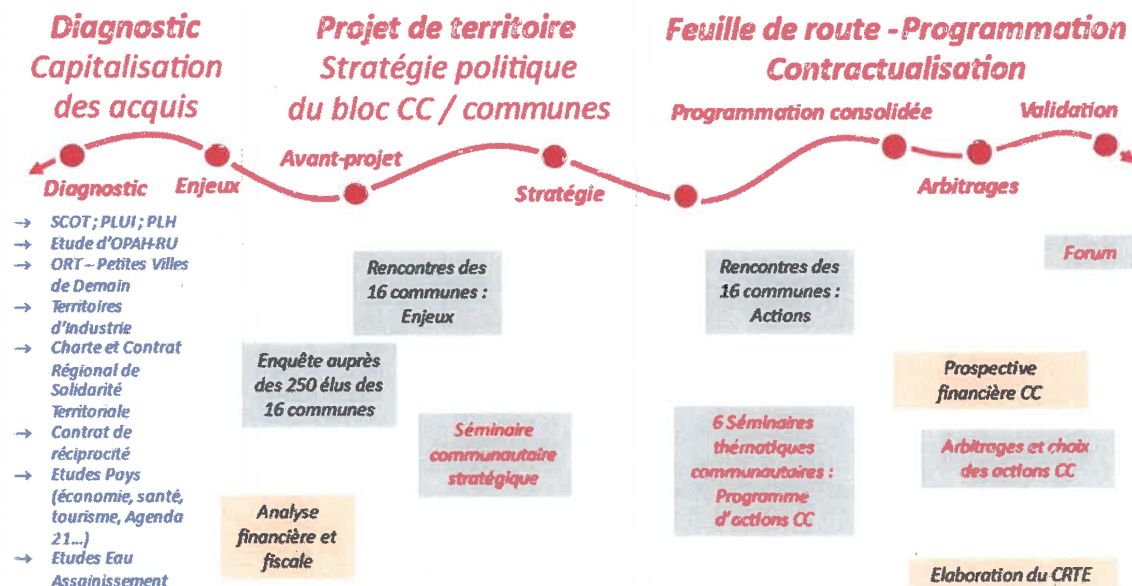 Diagnostic
Capitalisation
des acquis
Projet de territoire
Stratégie politique
du bloc CC / communes
Feuille de route - Programmation
Contractualisation
Diagnostic
Enjeux
Avant-projet
Stratégie
Programmation consolidée
Arbitrages
Validation
→ SCOT ; PLUI ; PLH
→ Etude d'OPAH-RU
→ ORT – Petites Villes
de Demain
→ Territoires
d'Industrie
→ Charte et Contrat
Régional de
Solidarité
Territoriale
→ Contrat de
réciprocité
→ Etudes Pays
(économie, santé,
tourisme, Agenda
21...)
→ Etudes Eau
Assainissement
Rencontres des
16 communes :
Enjeux
Enquête auprès
des 250 élus des
16 communes
Séminaire
communautaire
stratégique
Analyse
financière et
fiscale
Rencontres des
16 communes :
Actions
6 Séminaires
thématiques
communautaires :
Programme
d'actions CC
Forum
Prospective
financière CC
Arbitrages et choix
des actions CC
Elaboration du CRTE